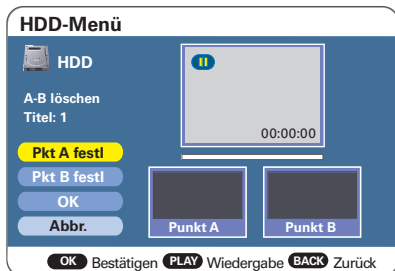 HDD-Menü
HDD
A-B löschen
Titel: 1
00:00:00
Pkt A festl
Pkt B festl
OK
Abbr.
Punkt A
Punkt B
OK Bestätigen PLAY Wiedergabe BACK Zurück